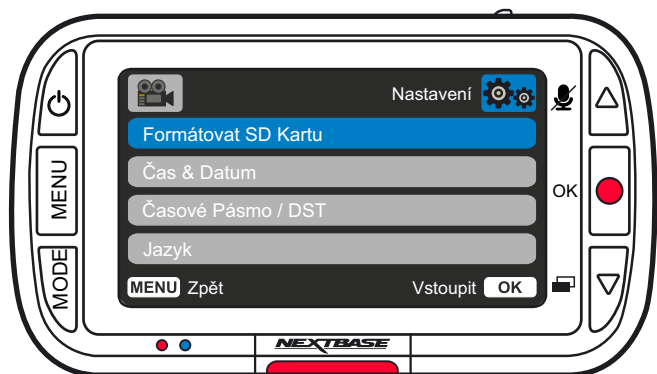 Nastavení
Formátovat SD Kartu
Čas & Datum
Časové Pásmo / DST
Jazyk
MENU Zpět Vstoupit OK
MENU
MODE
OK
NEXTBASE